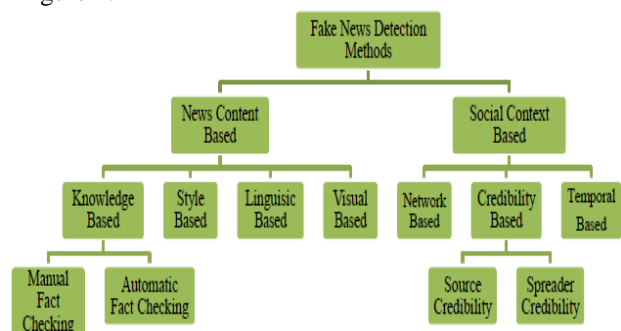 Fake News Detection
Methods
News Content
Based
Social Context
Based
Knowledge
Based
Style
Based
Linguisic
Based
Visual
Based
Network
Based
Credibility
Based
Temporal
Based
Manual
Fact
Checking
Automatic
Fact Checking
Source
Credibility
Spreader
Credibility